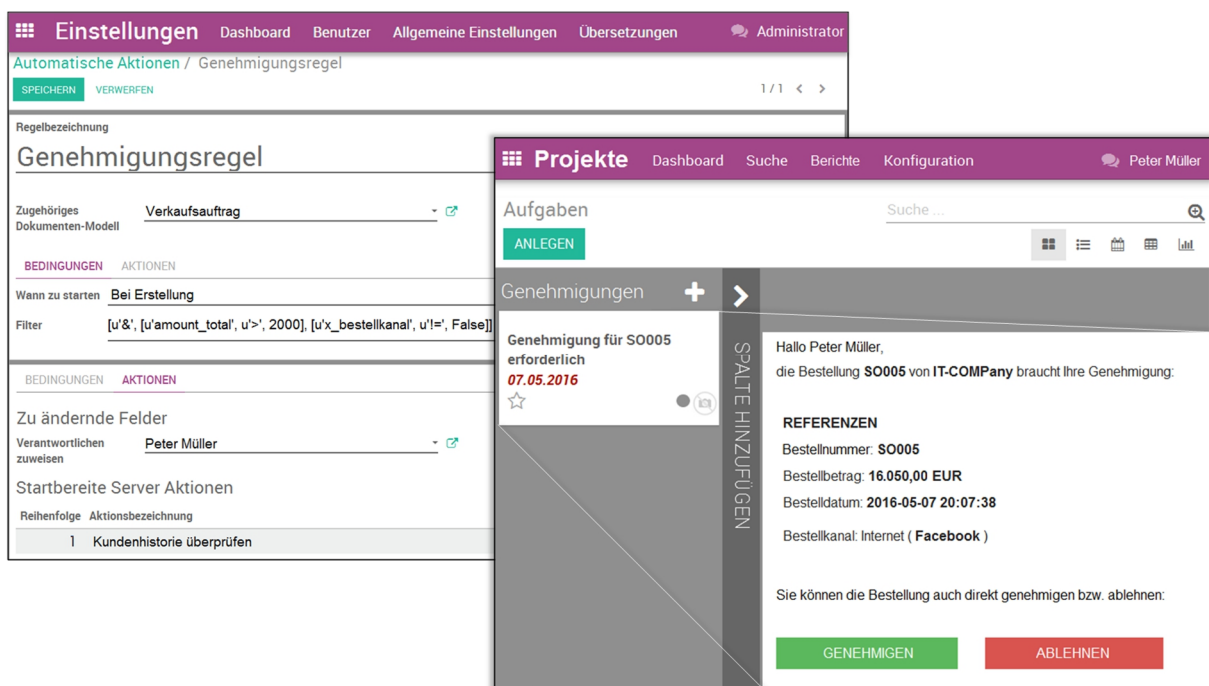 Einstellungen Dashboard Benutzer Allgemeine Einstellungen Übersetzungen Administrator
Automatische Aktionen / Genehmigungsregel
SPEICHERN VERWERFEN 1 / 1
Regelbezeichnung
Genehmigungsregel
Zugehöriges Verkaufsauftrag
Dokumenten-Modell
BEDINGUNGEN AKTIONEN
Wann zu starten Bei Erstellung
Filter [u'&', [u'amount_total', u'>', 2000], [u'x_bestellkanal', u'!=', False]]
BEDINGUNGEN AKTIONEN
Zu ändernde Felder
Verantwortlichen Peter Müller
zuweisen
Startbereite Server Aktionen
Reihenfolge Aktionsbezeichnung
1 Kundenhistorie überprüfen
Projekte Dashboard Suche Berichte Konfiguration Peter Müller
Aufgaben Suche ...
ANLEGEN
Genehmigungen
Genehmigung für SO005
erforderlich
07.05.2016
SPALTE HINZUFÜGEN
Hallo Peter Müller,
die Bestellung SO005 von IT-COMPany braucht Ihre Genehmigung:
REFERENZEN
Bestellnummer: SO005
Bestellbetrag: 16.050,00 EUR
Bestelldatum: 2016-05-07 20:07:38
Bestellkanal: Internet ( Facebook )
Sie können die Bestellung auch direkt genehmigen bzw. ablehnen:
GENEHMIGEN ABLEHNEN